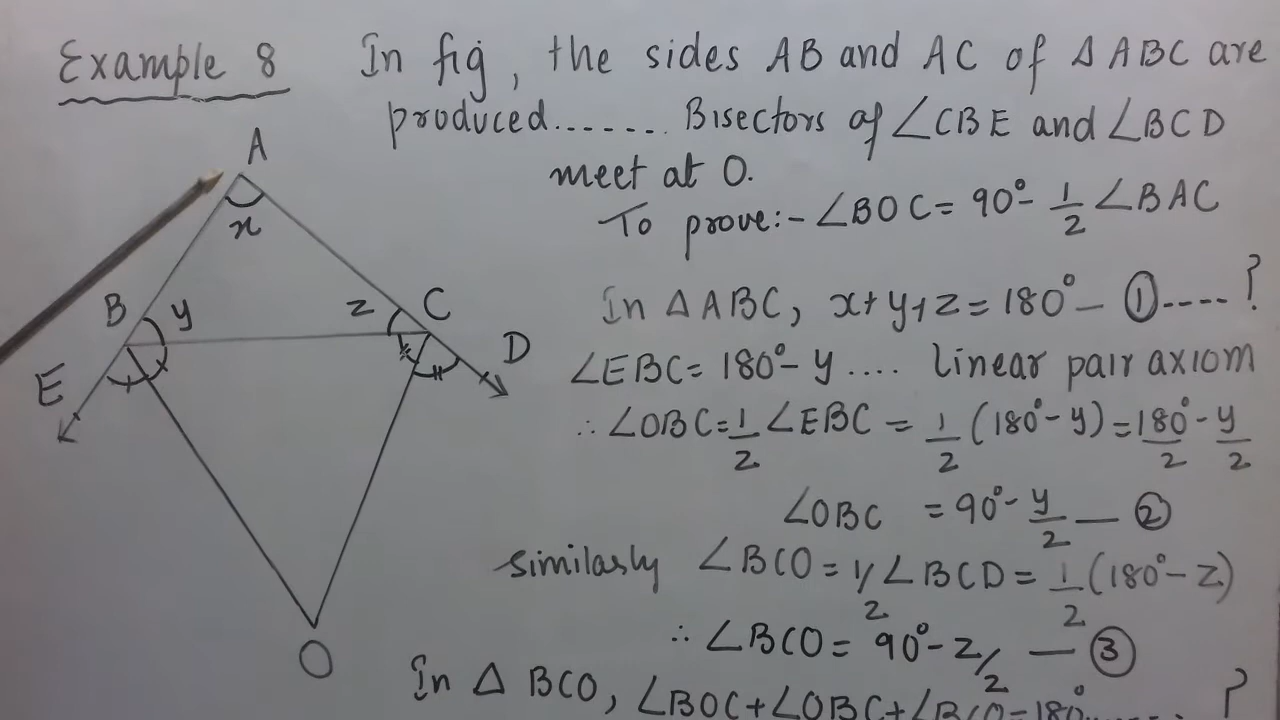 Example 8 In fig, the sides AB and AC of Δ ABC are
produced....... Bisectors of ∠CBE and ∠BCD
meet at O.
To prove:- ∠BOC = 90° - 1/2 ∠BAC
A
x
B y z C
E D
O
In Δ ABC, x+y+z = 180° — ① ....?
∠EBC = 180° - y .... linear pair axiom
∴ ∠OBC = 1/2 ∠EBC = 1/2 (180° - y) = 180°/2 - y/2
∠OBC = 90° - y/2 — ②
similarly ∠BCO = 1/2 ∠BCD = 1/2 (180° - z)
∴ ∠BCO = 90° - z/2 — ③
In Δ BCO, ∠BOC + ∠OBC + ∠BCO = 180° ....?